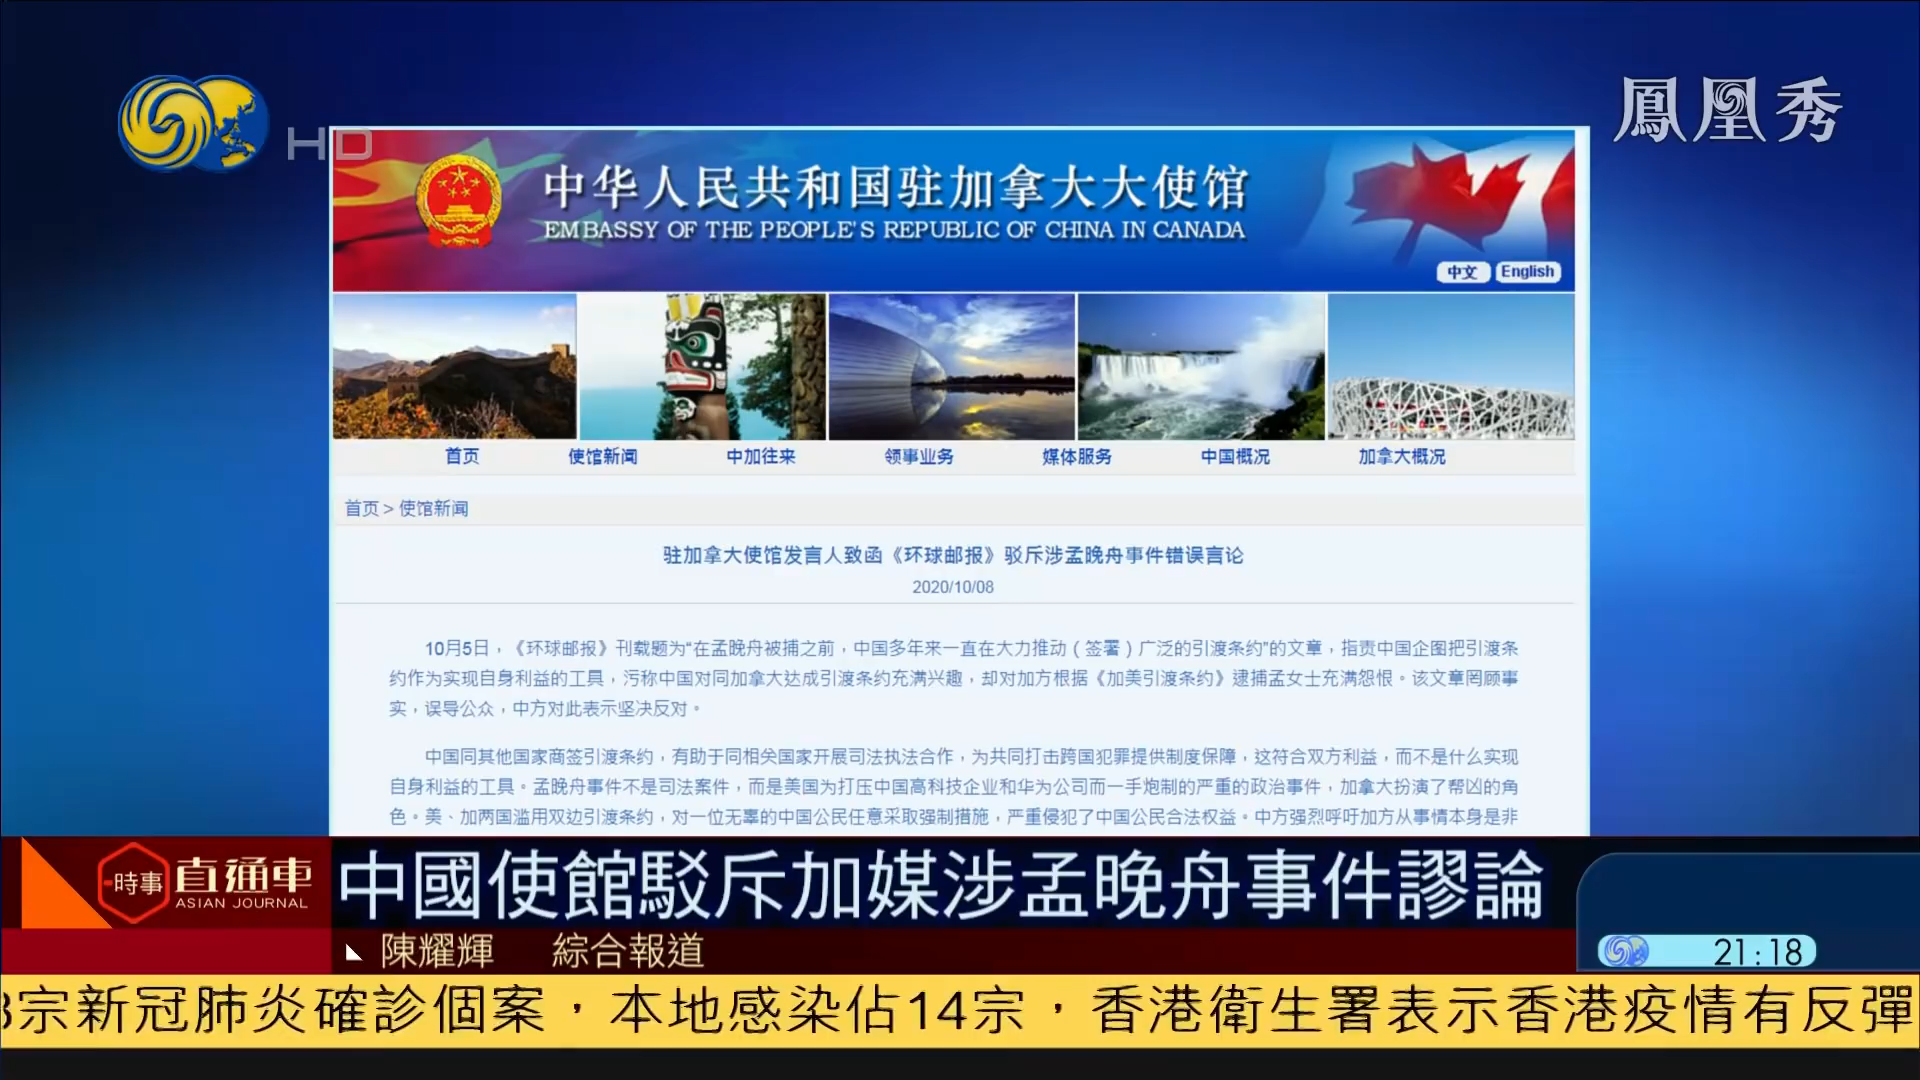 鳳凰秀
HD
中华人民共和国驻加拿大大使馆
EMBASSY OF THE PEOPLE'S REPUBLIC OF CHINA IN CANADA
中文 English
首页 使馆新闻 中加往来 领事业务 媒体服务 中国概况 加拿大概况
首页 > 使馆新闻
驻加拿大使馆发言人致函《环球邮报》驳斥涉孟晚舟事件错误言论
2020/10/08
10月5日，《环球邮报》刊载题为“在孟晚舟被捕之前，中国多年来一直在大力推动（签署）广泛的引渡条约”的文章，指责中国企图把引渡条
约作为实现自身利益的工具，污称中国对同加拿大达成引渡条约充满兴趣，却对加方根据《加美引渡条约》逮捕孟女士充满怨恨。该文章罔顾事
实，误导公众，中方对此表示坚决反对。
中国同其他国家商签引渡条约，有助于同相关国家开展司法执法合作，为共同打击跨国犯罪提供制度保障，这符合双方利益，而不是什么实现
自身利益的工具。孟晚舟事件不是司法案件，而是美国为打压中国高科技企业和华为公司而一手炮制的严重的政治事件，加拿大扮演了帮凶的角
色。美、加两国滥用双边引渡条约，对一位无辜的中国公民任意采取强制措施，严重侵犯了中国公民合法权益。中方强烈呼吁加方从事情本身是非
時事 直通車
ASIAN JOURNAL
中國使館駁斥加媒涉孟晚舟事件謬論
陳耀輝 綜合報道
21:18
宗新冠肺炎確診個案，本地感染佔14宗，香港衛生署表示香港疫情有反彈